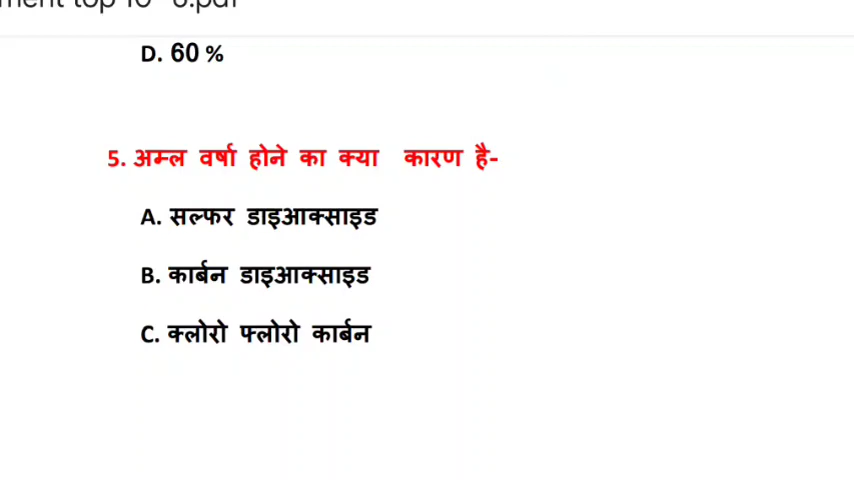 D. 60 %
5. अम्ल वर्षा होने का क्या कारण है-
A. सल्फर डाइआक्साइड
B. कार्बन डाइआक्साइड
C. क्लोरो फ्लोरो कार्बन